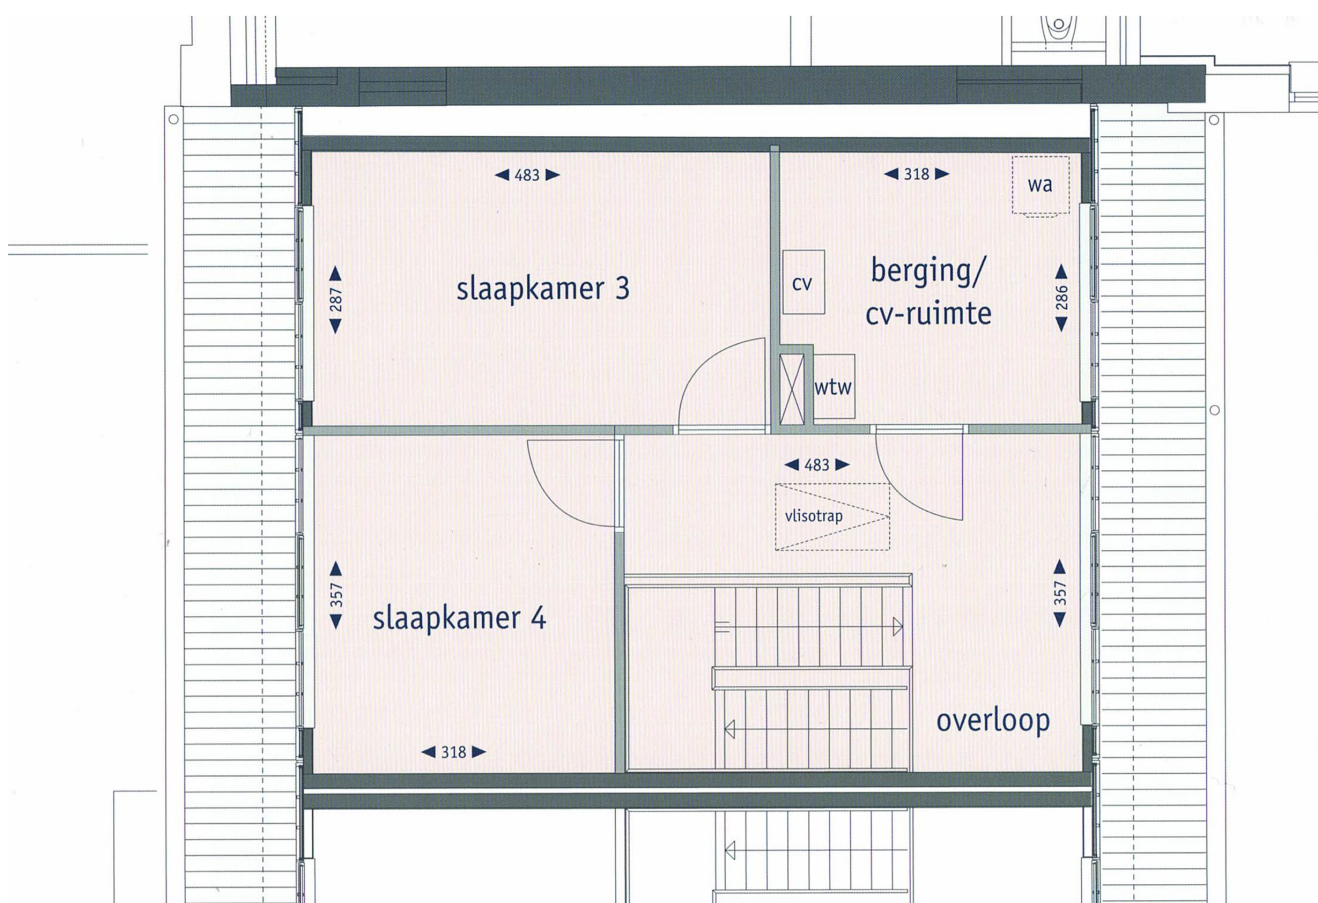 483
318
wa
slaapkamer 3
287
cv
berging/
cv-ruimte
286
wtw
483
vlisotrap
357
slaapkamer 4
357
overloop
318